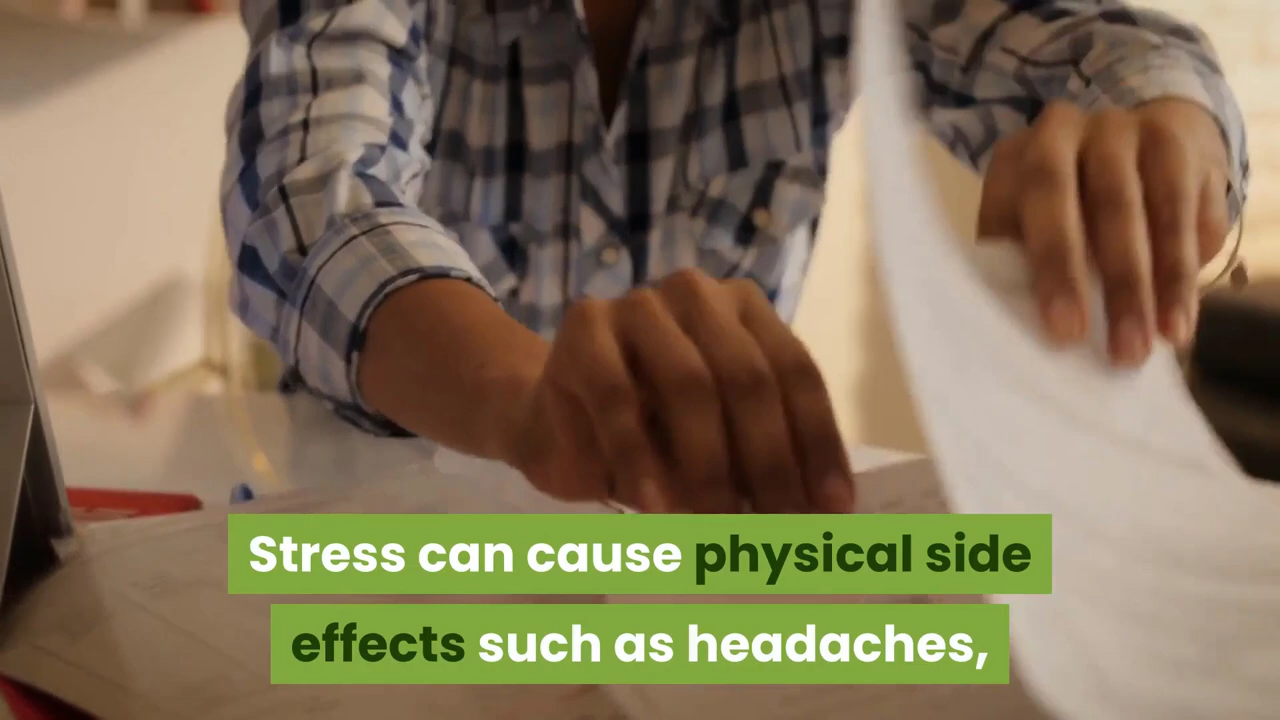 Stress can cause physical side
effects such as headaches,